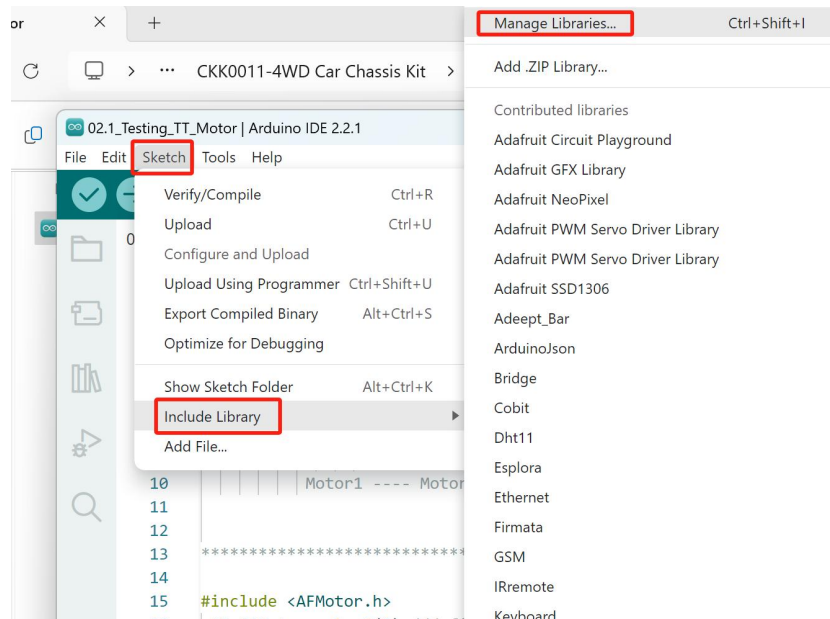 or
CKK0011-4WD Car Chassis Kit
02.1_Testing_TT_Motor | Arduino IDE 2.2.1
File Edit Sketch Tools Help
Verify/Compile Ctrl+R
Upload Ctrl+U
Configure and Upload
Upload Using Programmer Ctrl+Shift+U
Export Compiled Binary Alt+Ctrl+S
Optimize for Debugging
Show Sketch Folder Alt+Ctrl+K
Include Library
Add File...
0
10 Motor1 ---- Motor
11
12
13 ****************************
14
15 #include <AFMotor.h>
Manage Libraries... Ctrl+Shift+I
Add .ZIP Library...
Contributed libraries
Adafruit Circuit Playground
Adafruit GFX Library
Adafruit NeoPixel
Adafruit PWM Servo Driver Library
Adafruit PWM Servo Driver Library
Adafruit SSD1306
Adeept_Bar
ArduinoJson
Bridge
Cobit
Dht11
Esplora
Ethernet
Firmata
GSM
IRremote
Keyboard